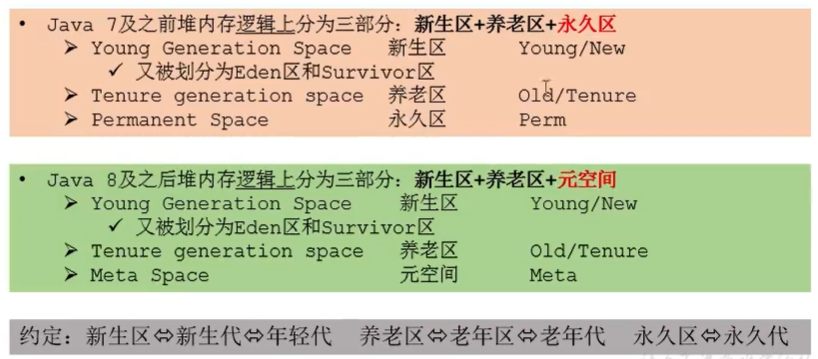 • Java 7及之前堆内存逻辑上分为三部分：新生区+养老区+永久区
➢ Young Generation Space 新生区 Young/New
✓ 又被划分为Eden区和Survivor区
➢ Tenure generation space 养老区 Old/Tenure
➢ Permanent Space 永久区 Perm
• Java 8及之后堆内存逻辑上分为三部分：新生区+养老区+元空间
➢ Young Generation Space 新生区 Young/New
✓ 又被划分为Eden区和Survivor区
➢ Tenure generation space 养老区 Old/Tenure
➢ Meta Space 元空间 Meta
约定：新生区⇔新生代⇔年轻代 养老区⇔老年区⇔老年代 永久区⇔永久代